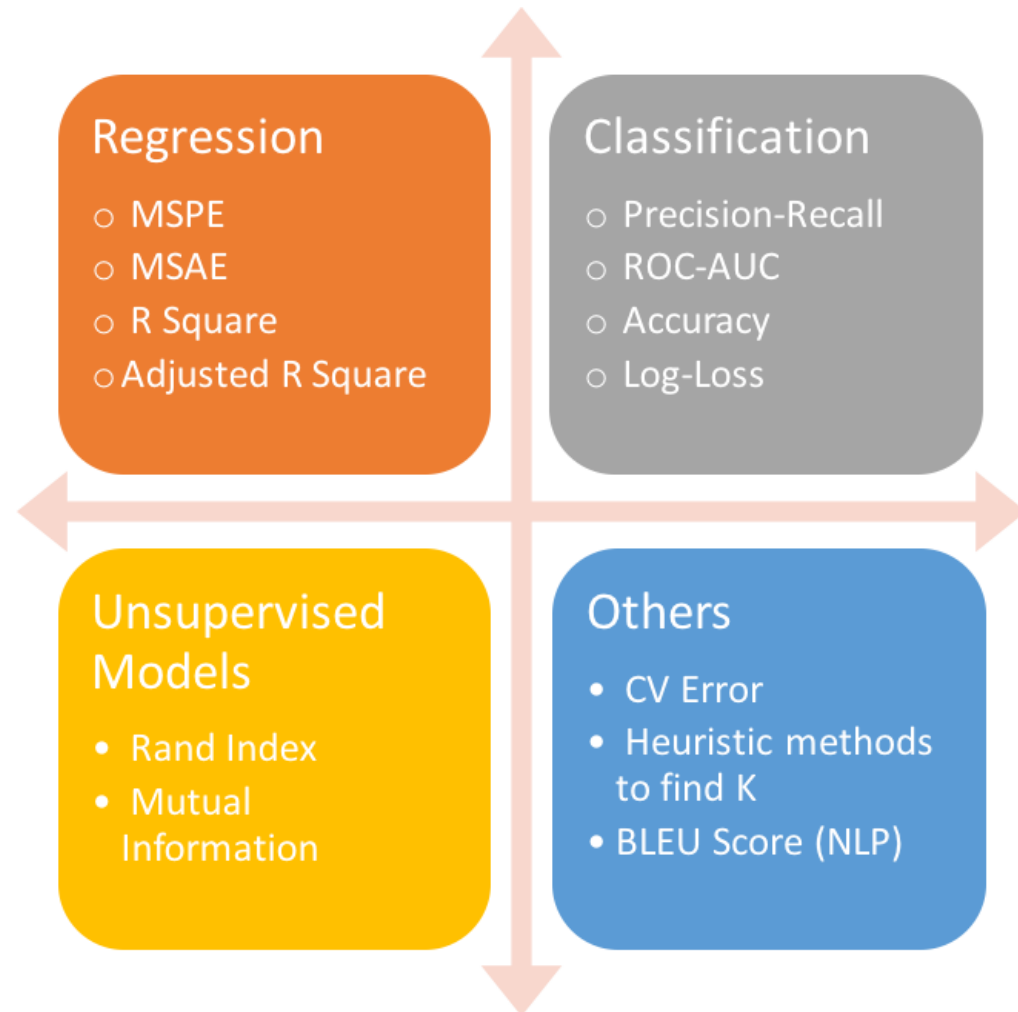 Regression
○ MSPE
○ MSAE
○ R Square
○ Adjusted R Square
Classification
○ Precision-Recall
○ ROC-AUC
○ Accuracy
○ Log-Loss
Unsupervised
Models
• Rand Index
• Mutual
Information
Others
• CV Error
• Heuristic methods
to find K
• BLEU Score (NLP)